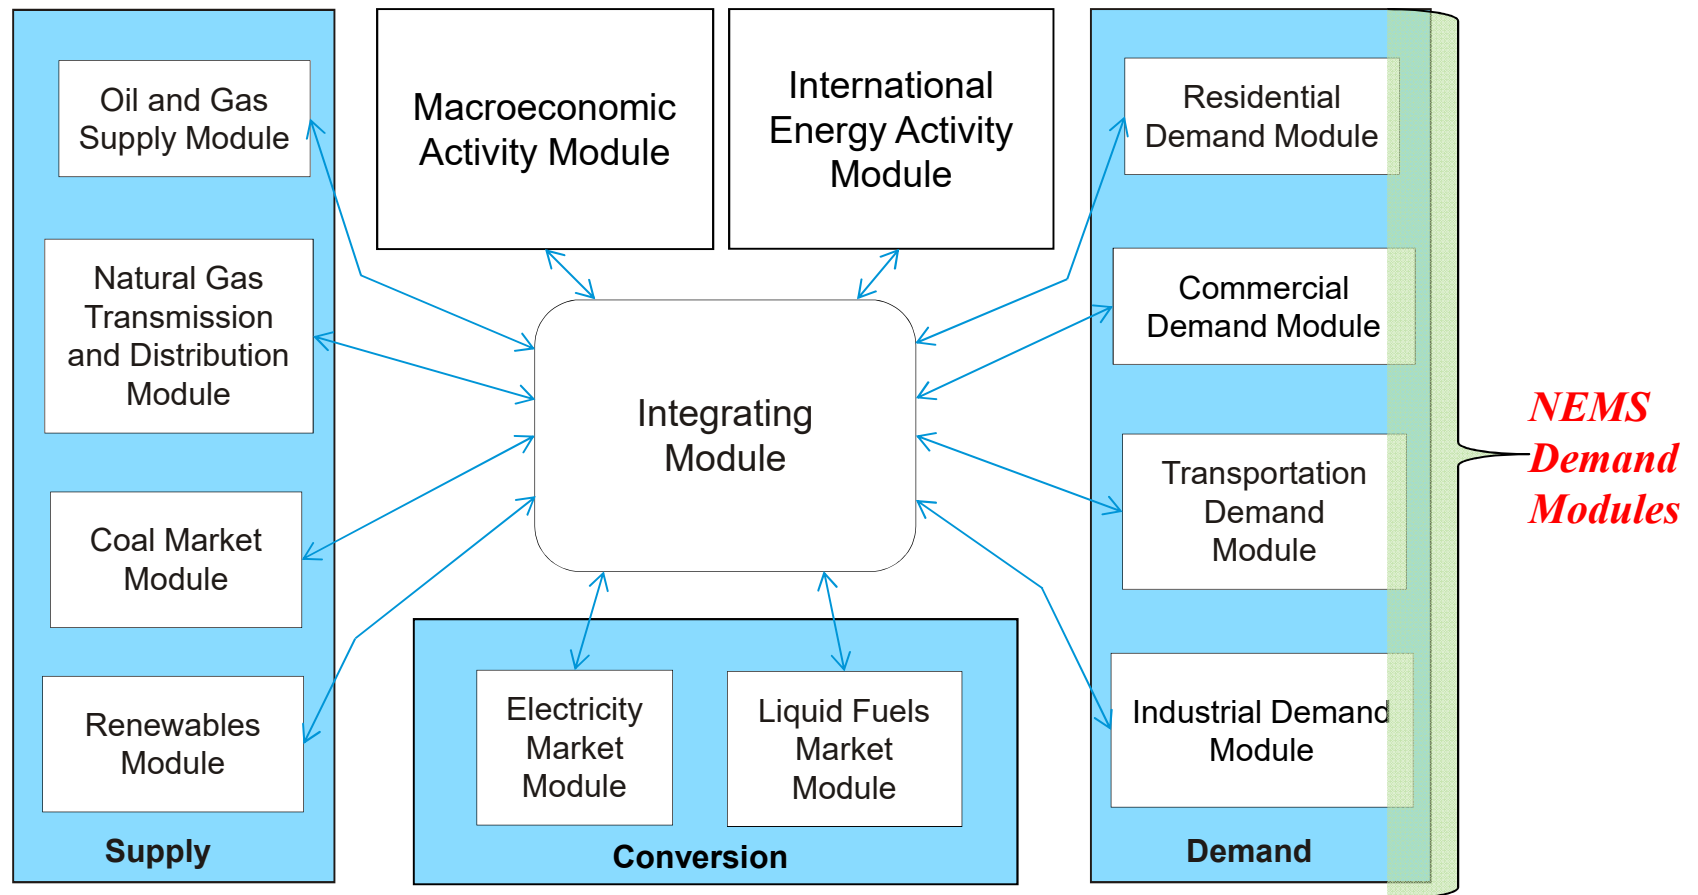 Oil and Gas
Supply Module
Natural Gas
Transmission
and Distribution
Module
Coal Market
Module
Renewables
Module
Supply
Macroeconomic
Activity Module
International
Energy Activity
Module
Integrating
Module
Electricity
Market
Module
Liquid Fuels
Market
Module
Conversion
Residential
Demand Module
Commercial
Demand Module
Transportation
Demand
Module
Industrial Demand
Module
Demand
NEMS
Demand
Modules